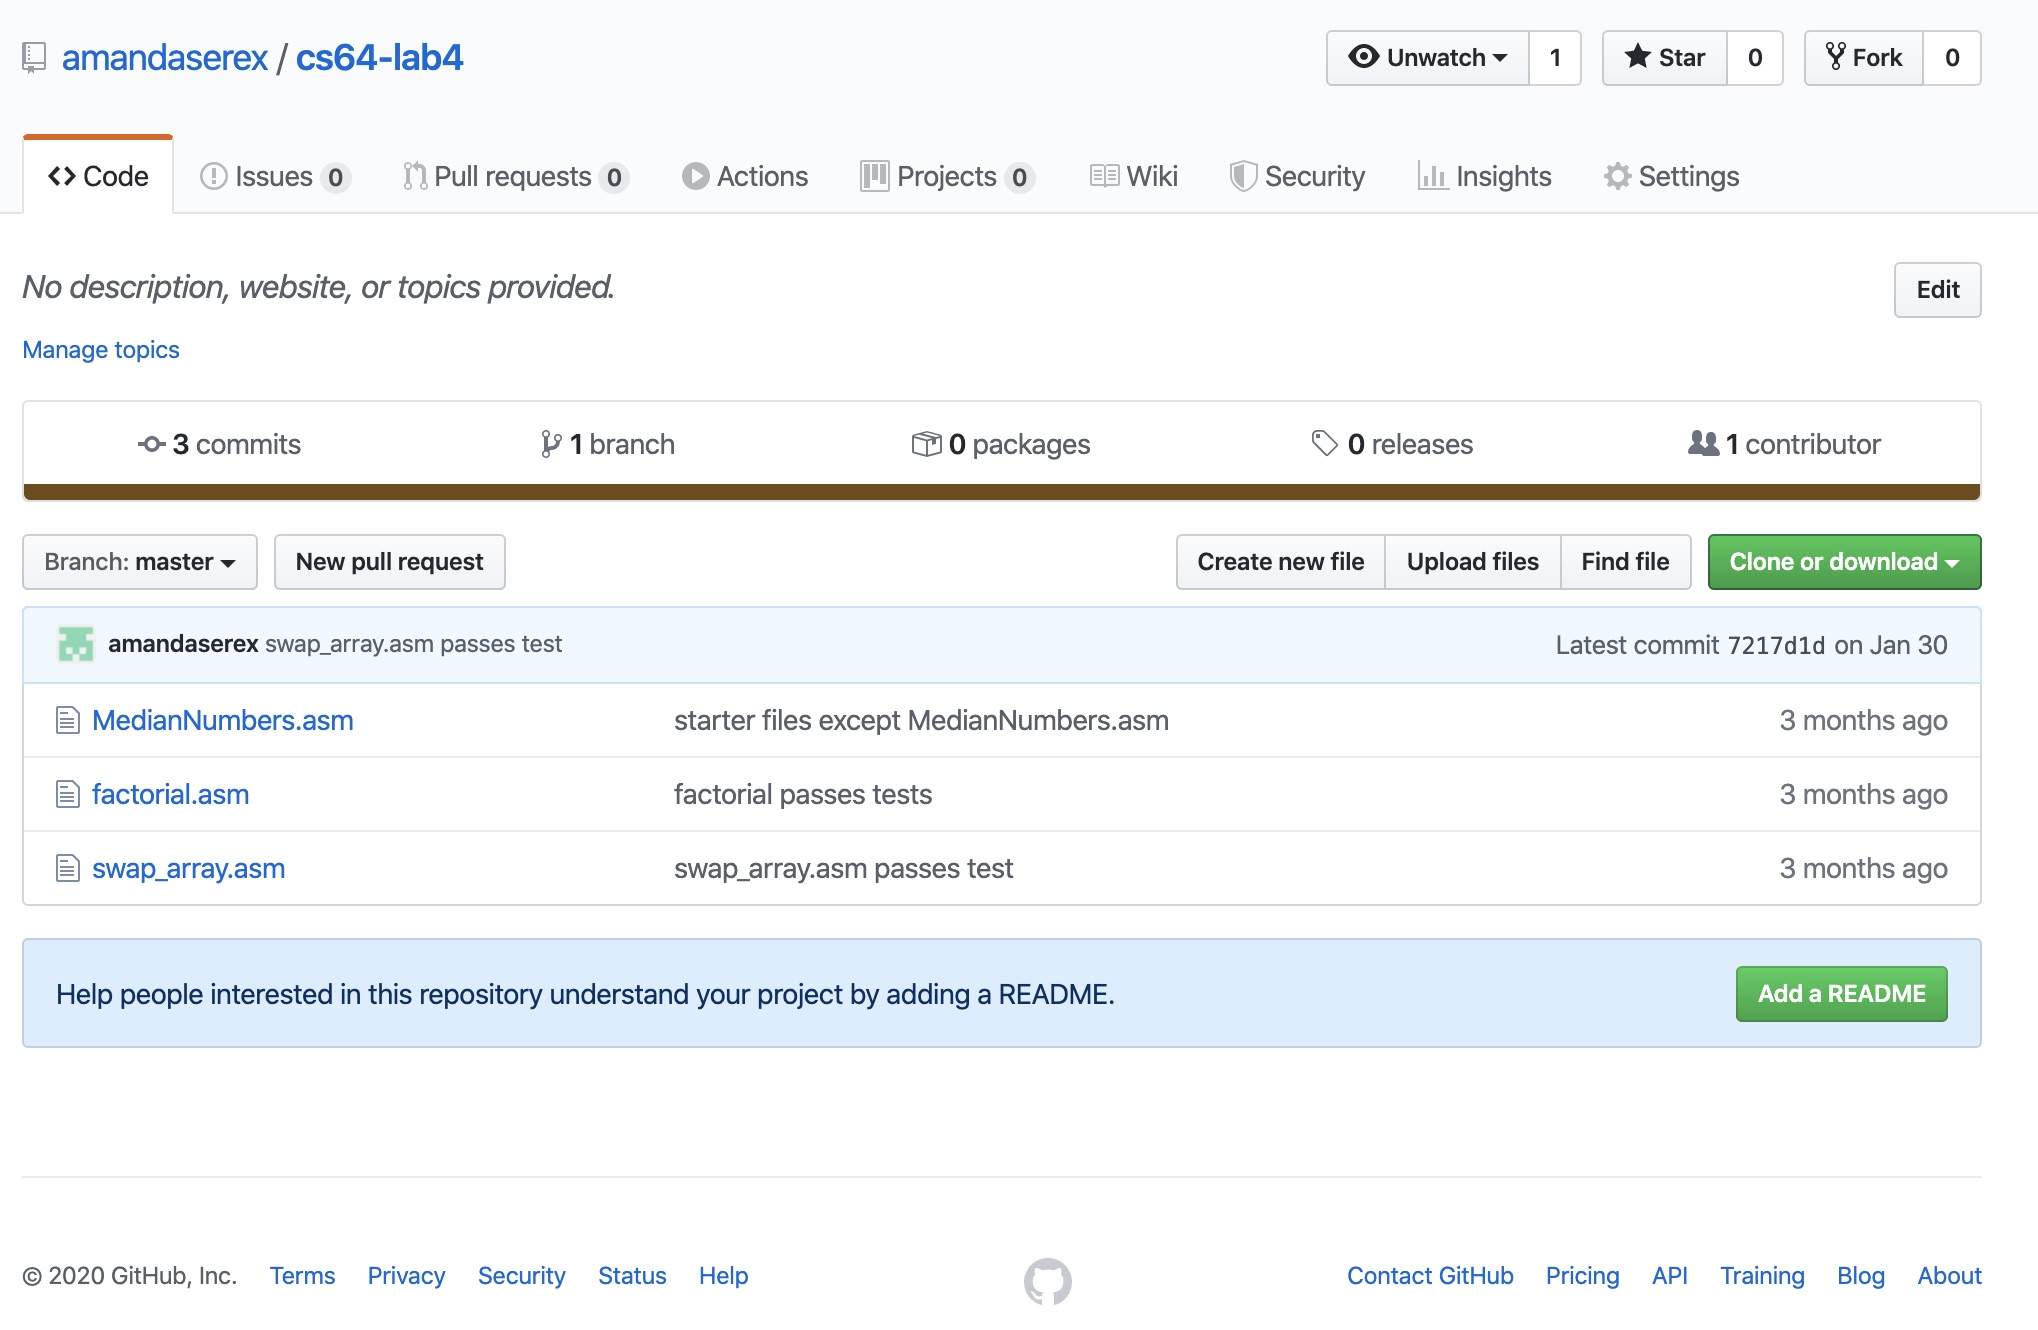 amandaserex / cs64-lab4
Unwatch 1 Star 0 Fork 0
Code Issues 0 Pull requests 0 Actions Projects 0 Wiki Security Insights Settings
No description, website, or topics provided. Edit
Manage topics
3 commits 1 branch 0 packages 0 releases 1 contributor
Branch: master New pull request Create new file Upload files Find file Clone or download
amandaserex swap_array.asm passes test Latest commit 7217d1d on Jan 30
MedianNumbers.asm starter files except MedianNumbers.asm 3 months ago
factorial.asm factorial passes tests 3 months ago
swap_array.asm swap_array.asm passes test 3 months ago
Help people interested in this repository understand your project by adding a README. Add a README
© 2020 GitHub, Inc. Terms Privacy Security Status Help Contact GitHub Pricing API Training Blog About